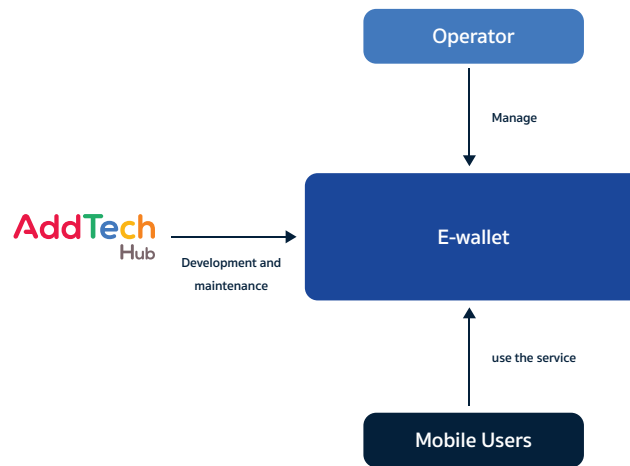 Operator
Manage
E-wallet
AddTech
Hub
Development and
maintenance
use the service
Mobile Users